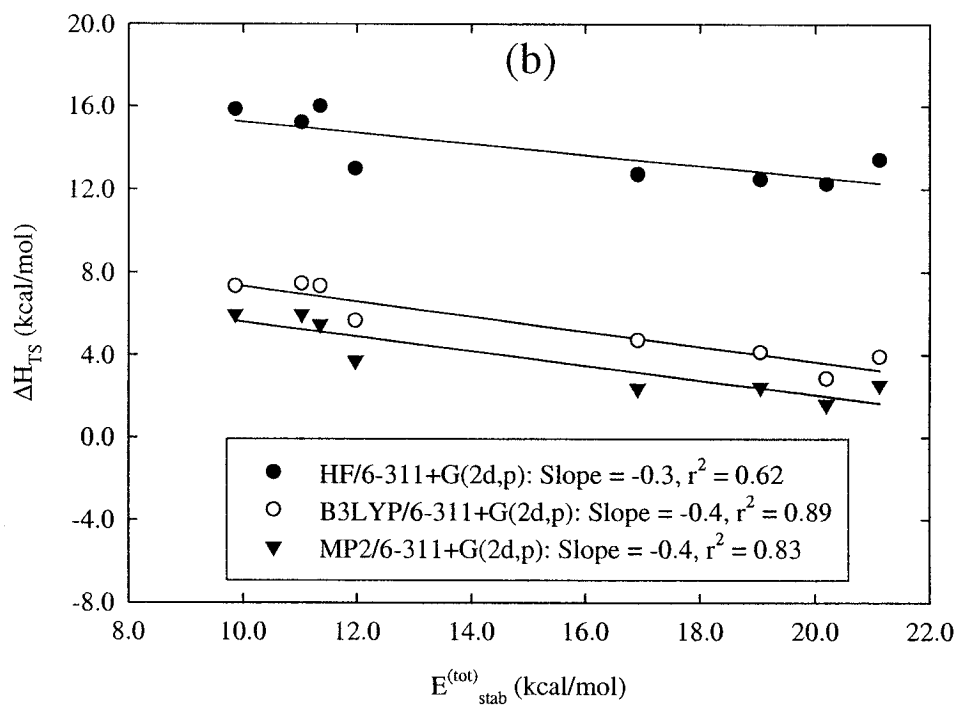 (b)
20.0
16.0
12.0
8.0
4.0
0.0
-4.0
-8.0
ΔH_TS (kcal/mol)
HF/6-311+G(2d,p): Slope = -0.3, r² = 0.62
B3LYP/6-311+G(2d,p): Slope = -0.4, r² = 0.89
MP2/6-311+G(2d,p): Slope = -0.4, r² = 0.83
8.0 10.0 12.0 14.0 16.0 18.0 20.0 22.0
E^(tot)_stab (kcal/mol)